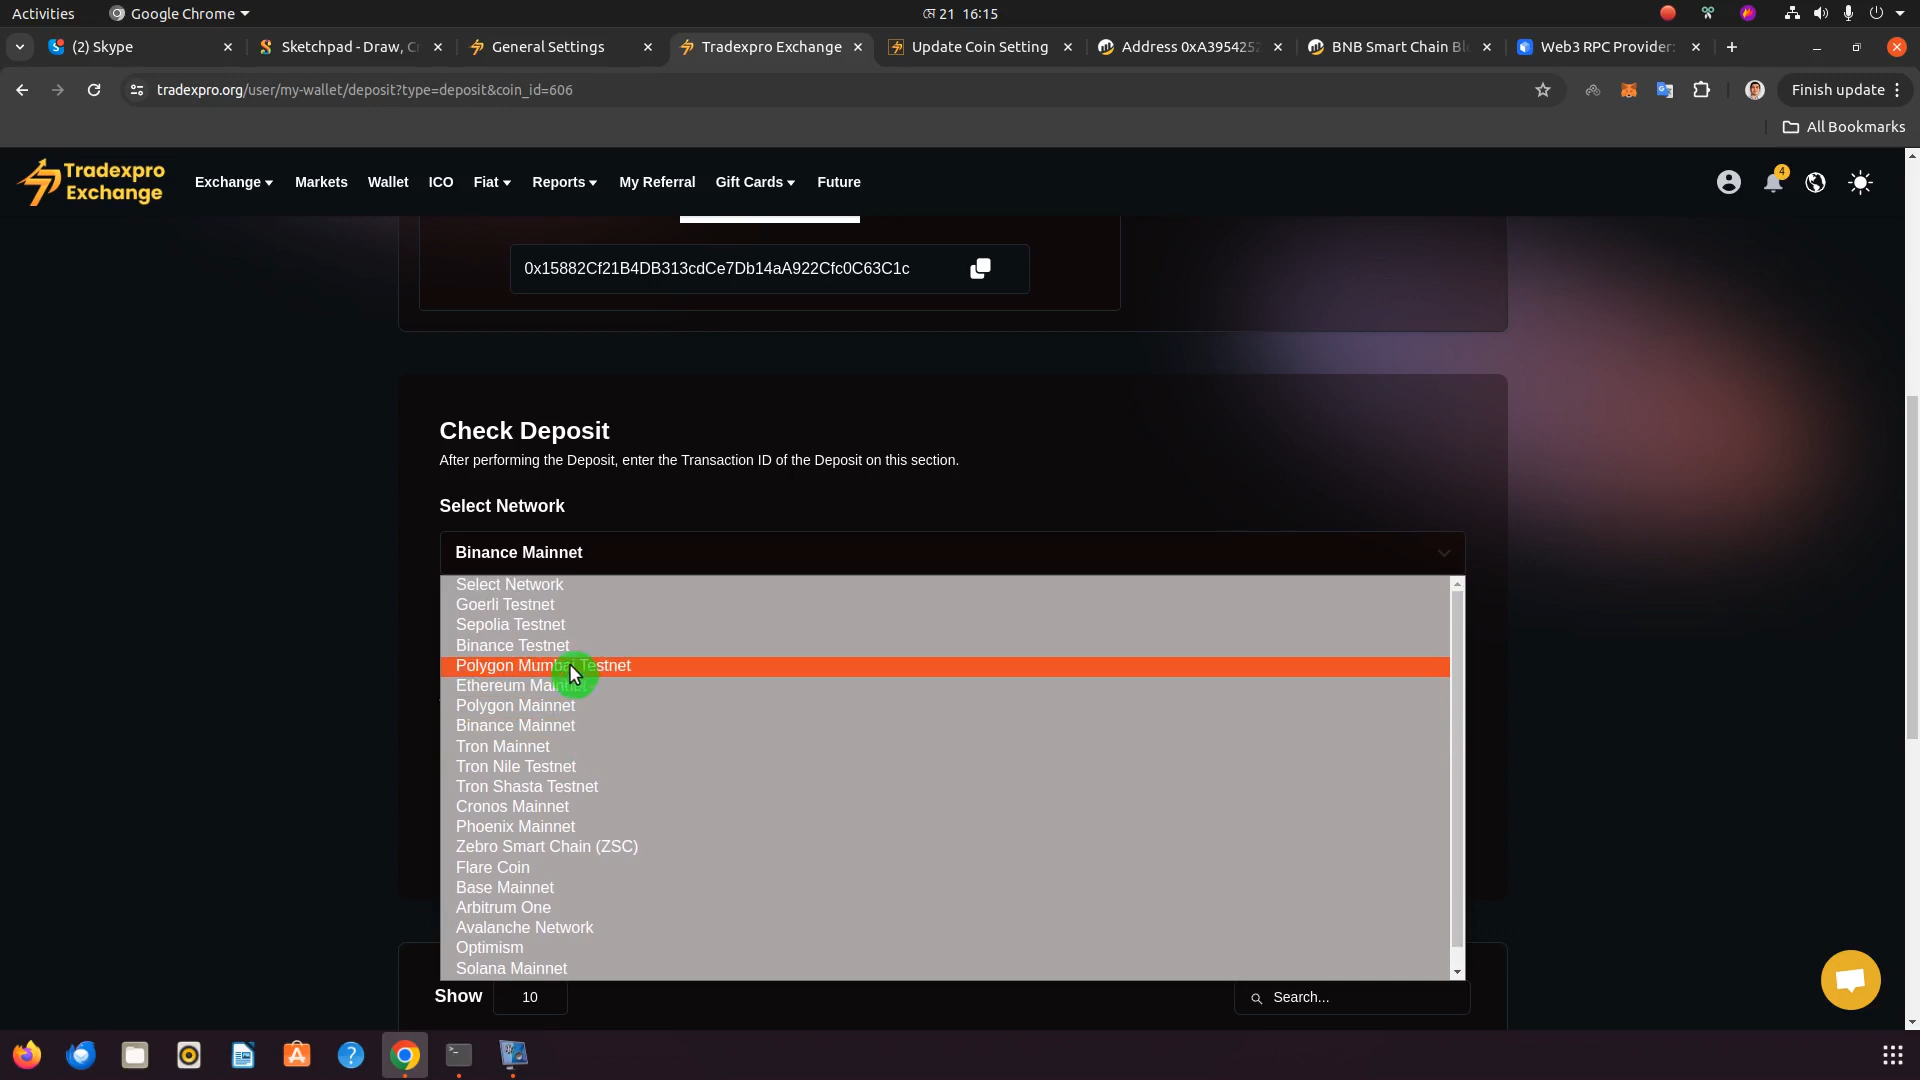 Activities
Google Chrome
মে 21 16:15
(2) Skype
Sketchpad - Draw, Cr
General Settings
Tradexpro Exchange
Update Coin Setting
Address 0xA395425
BNB Smart Chain Bl
Web3 RPC Provider:
tradexpro.org/user/my-wallet/deposit?type=deposit&coin_id=606
Finish update
All Bookmarks
Tradexpro
Exchange
Exchange
Markets
Wallet
ICO
Fiat
Reports
My Referral
Gift Cards
Future
4
0x15882Cf21B4DB313cdCe7Db14aA922Cfc0C63C1c
Check Deposit
After performing the Deposit, enter the Transaction ID of the Deposit on this section.
Select Network
Binance Mainnet
Select Network
Goerli Testnet
Sepolia Testnet
Binance Testnet
Polygon Mumbai Testnet
Ethereum Mainnet
Polygon Mainnet
Binance Mainnet
Tron Mainnet
Tron Nile Testnet
Tron Shasta Testnet
Cronos Mainnet
Phoenix Mainnet
Zebro Smart Chain (ZSC)
Flare Coin
Base Mainnet
Arbitrum One
Avalanche Network
Optimism
Solana Mainnet
Show
10
Search...